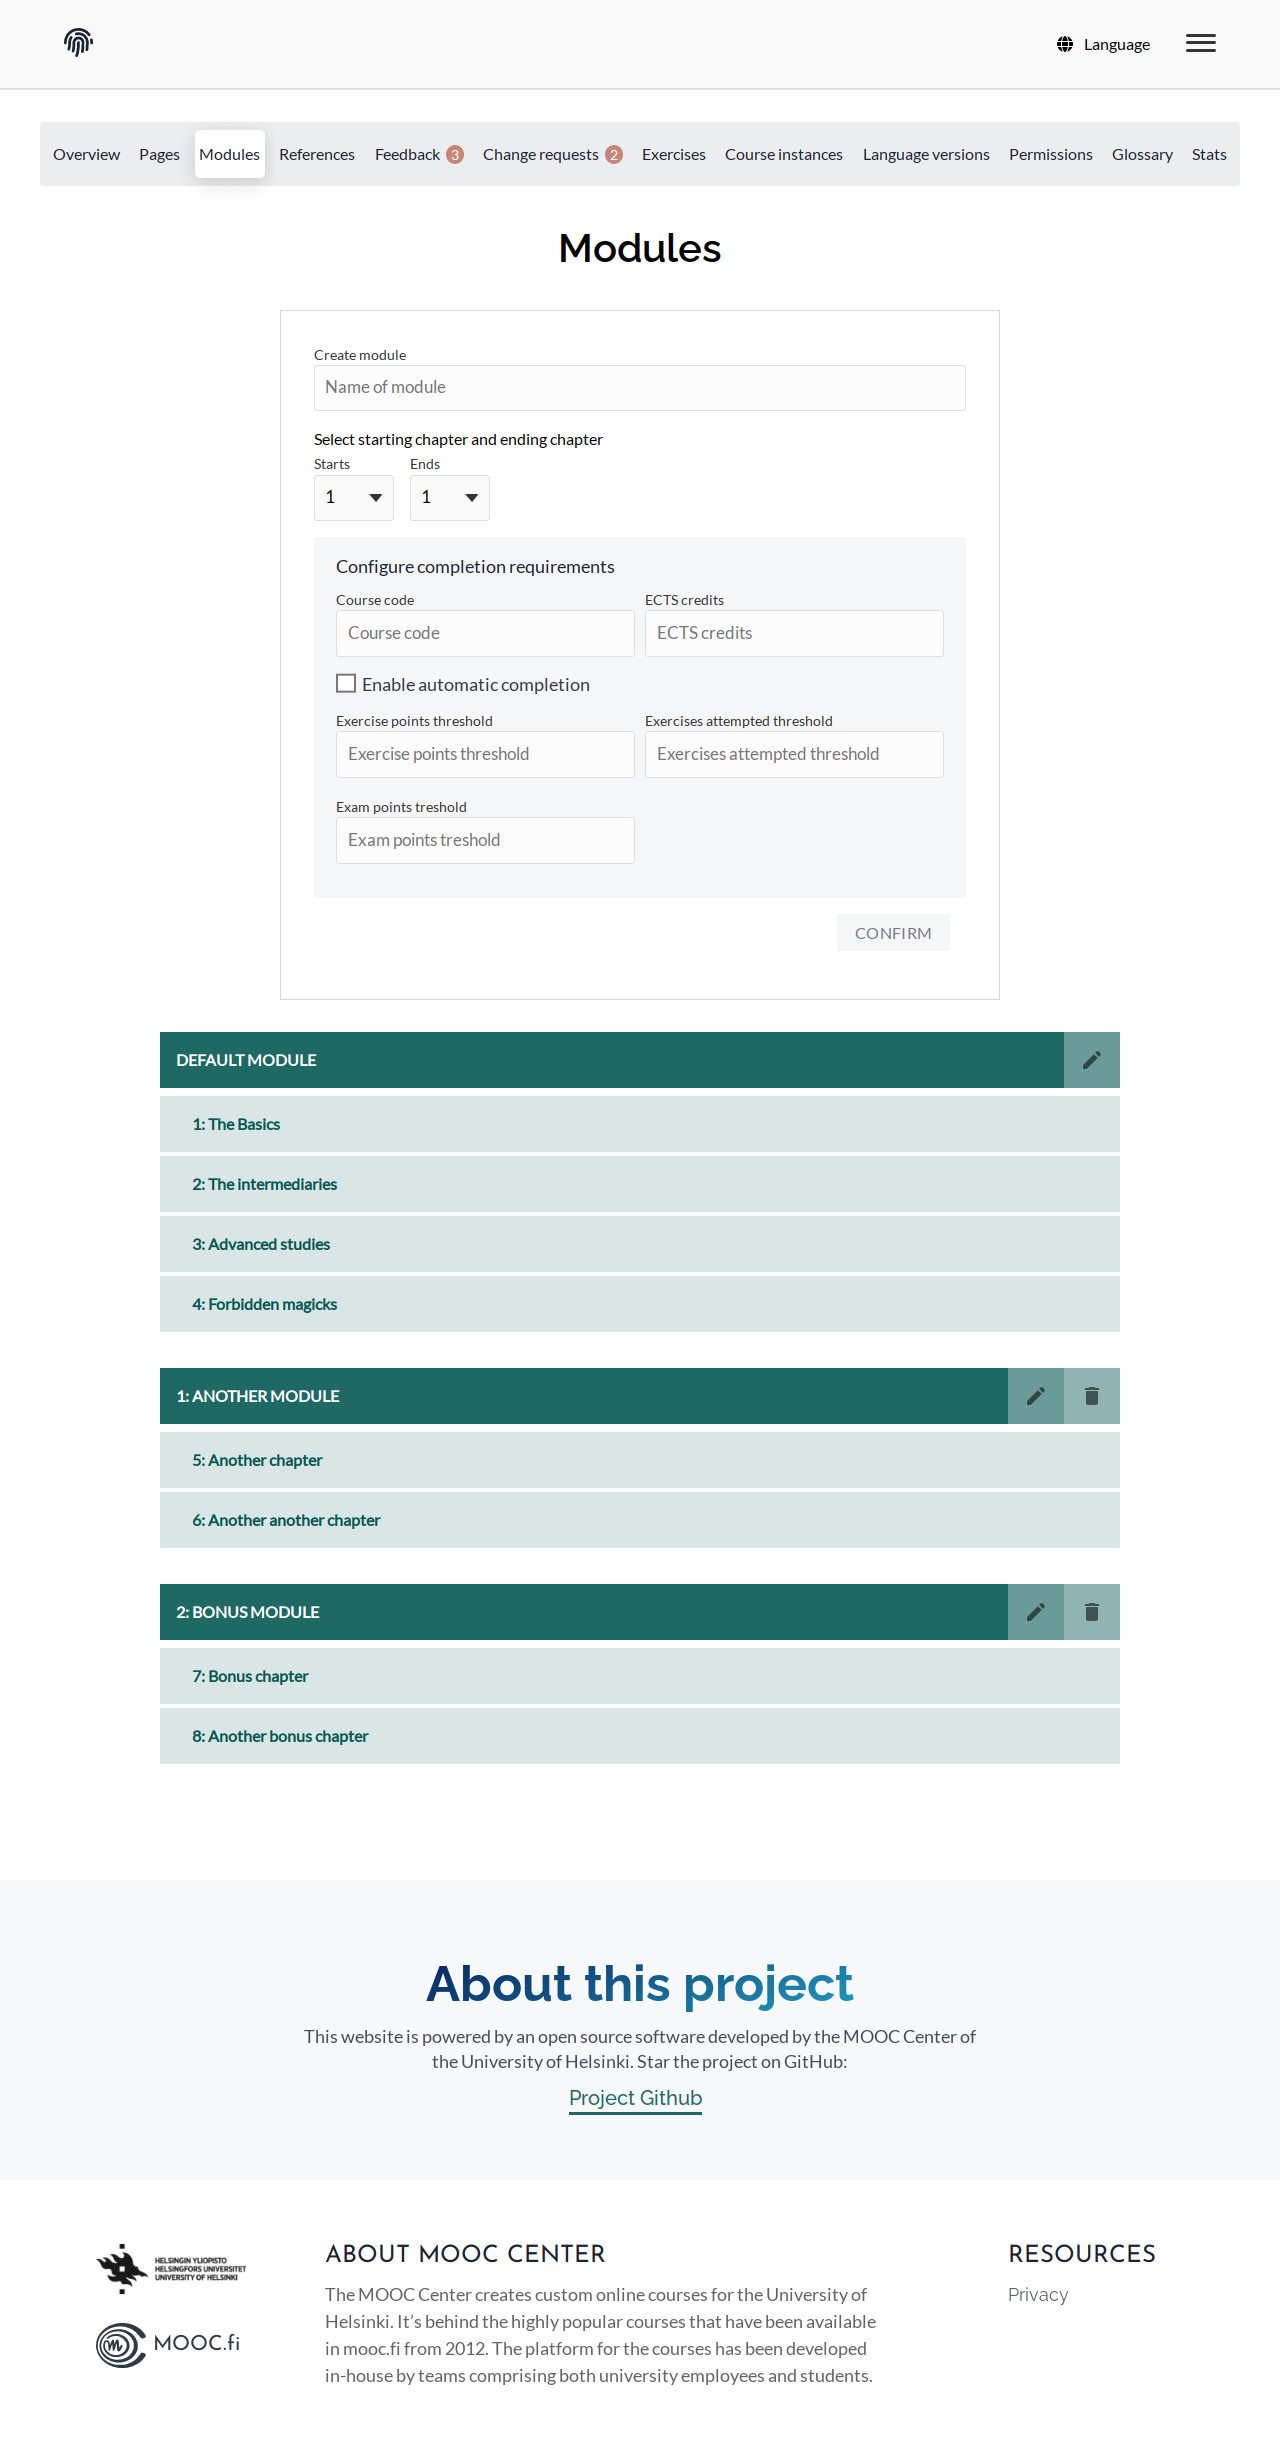 Language
Overview Pages Modules References Feedback 3 Change requests 2 Exercises Course instances Language versions Permissions Glossary Stats
Modules
Create module
Name of module
Select starting chapter and ending chapter
Starts Ends
1 1
Configure completion requirements
Course code ECTS credits
Course code ECTS credits
Enable automatic completion
Exercise points threshold Exercises attempted threshold
Exercise points threshold Exercises attempted threshold
Exam points treshold
Exam points treshold
CONFIRM
DEFAULT MODULE
1: The Basics
2: The intermediaries
3: Advanced studies
4: Forbidden magicks
1: ANOTHER MODULE
5: Another chapter
6: Another another chapter
2: BONUS MODULE
7: Bonus chapter
8: Another bonus chapter
About this project
This website is powered by an open source software developed by the MOOC Center of
the University of Helsinki. Star the project on GitHub:
Project Github
HELSINGIN YLIOPISTO
HELSINGFORS UNIVERSITET
UNIVERSITY OF HELSINKI
MOOC.fi
ABOUT MOOC CENTER
The MOOC Center creates custom online courses for the University of
Helsinki. It’s behind the highly popular courses that have been available
in mooc.fi from 2012. The platform for the courses has been developed
in-house by teams comprising both university employees and students.
RESOURCES
Privacy